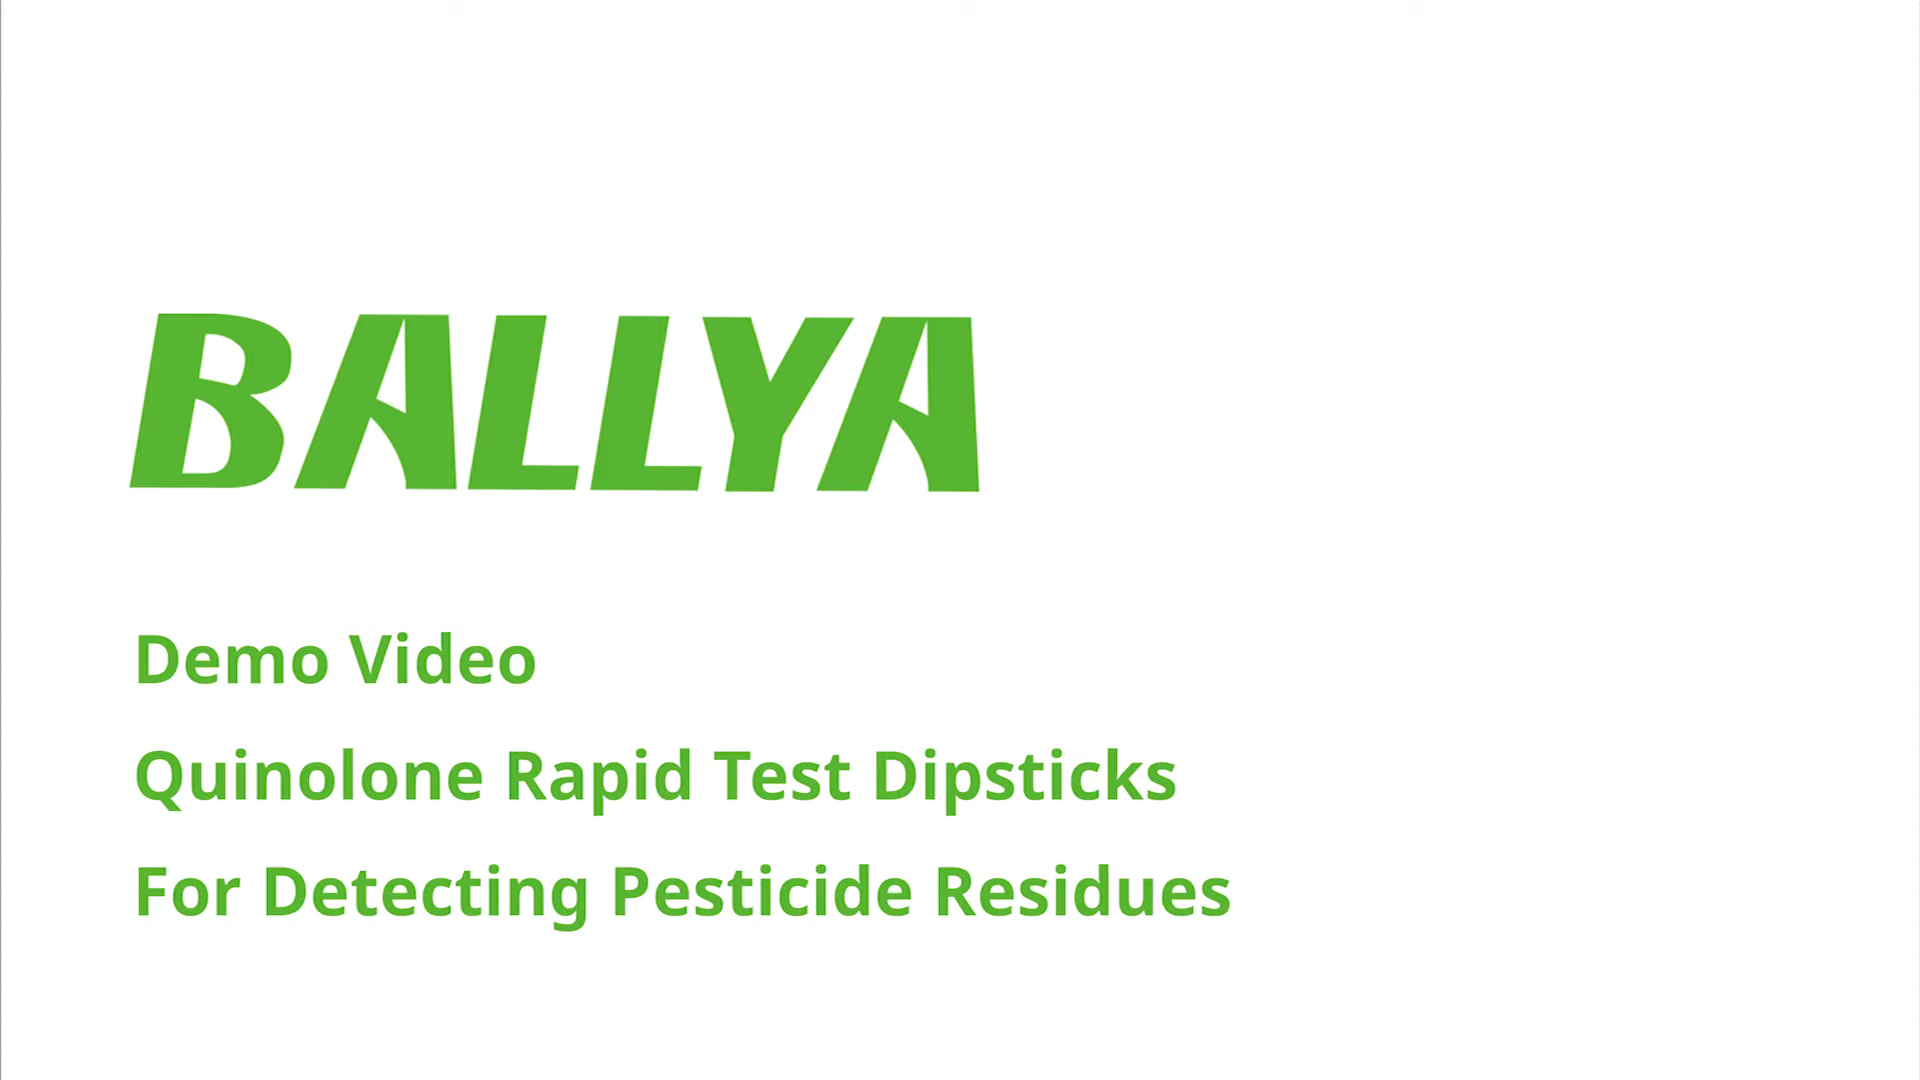 BALLYA
Demo Video
Quinolone Rapid Test Dipsticks
For Detecting Pesticide Residues